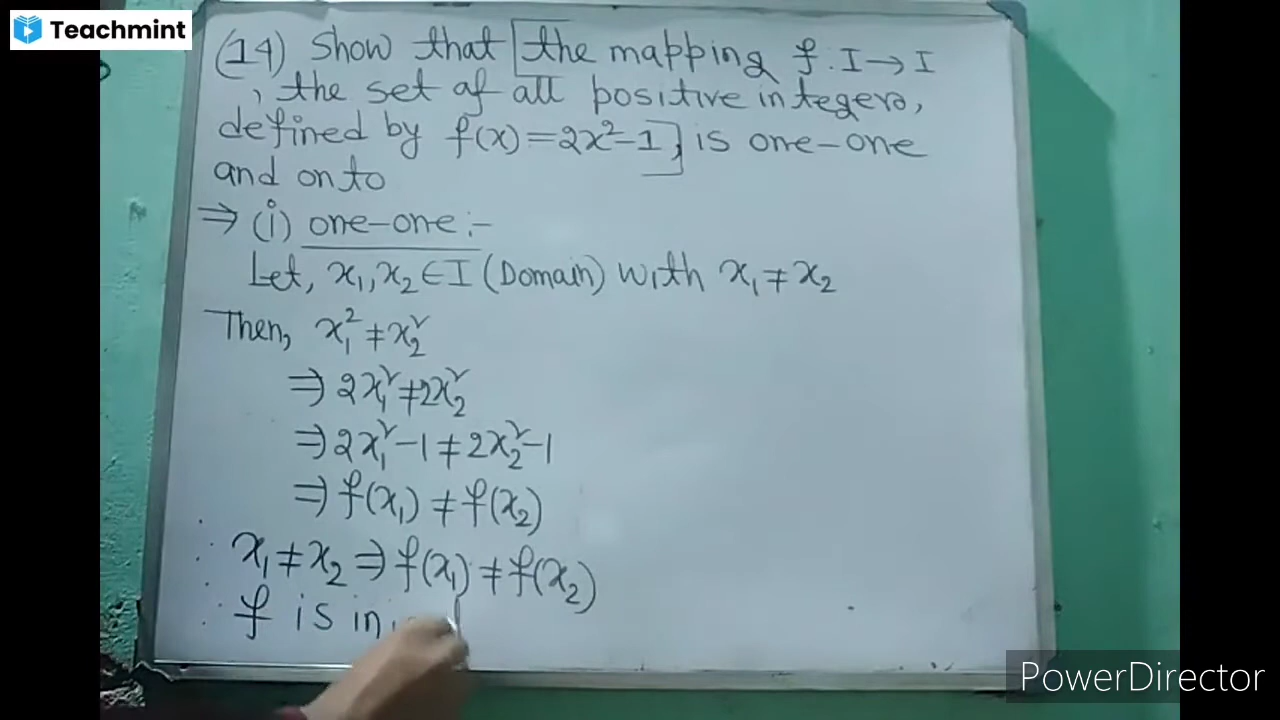 Teachmint
(14) Show that [the mapping f: I→I
, the set of all positive integers,
defined by f(x)=2x²-1,] is one-one
and onto
⇒ (i) one-one :-
Let, x₁, x₂ ∈ I (Domain) with x₁ ≠ x₂
Then, x₁² ≠ x₂²
⇒ 2x₁² ≠ 2x₂²
⇒ 2x₁² -1 ≠ 2x₂² -1
⇒ f(x₁) ≠ f(x₂)
∴ x₁ ≠ x₂ ⇒ f(x₁) ≠ f(x₂)
∴ f is in
PowerDirector